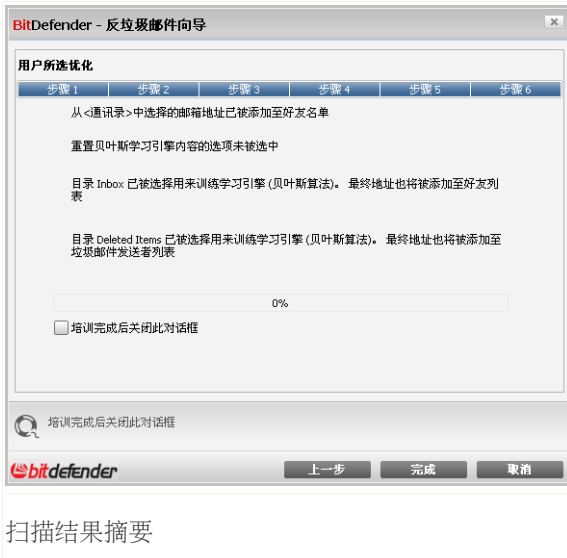 BitDefender - 反垃圾邮件向导
用户所选优化
步骤 1 步骤 2 步骤 3 步骤 4 步骤 5 步骤 6
从<通讯录>中选择的邮箱地址已被添加至好友名单
重置贝叶斯学习引擎内容的选项未被选中
目录 Inbox 已被选择用来训练学习引擎 (贝叶斯算法)。 最终地址也将被添加至好友列
表
目录 Deleted Items 已被选择用来训练学习引擎 (贝叶斯算法)。 最终地址也将被添加至
垃圾邮件发送者列表
0%
培训完成后关闭此对话框
培训完成后关闭此对话框
bitdefender
上一步 完成 取消
扫描结果摘要